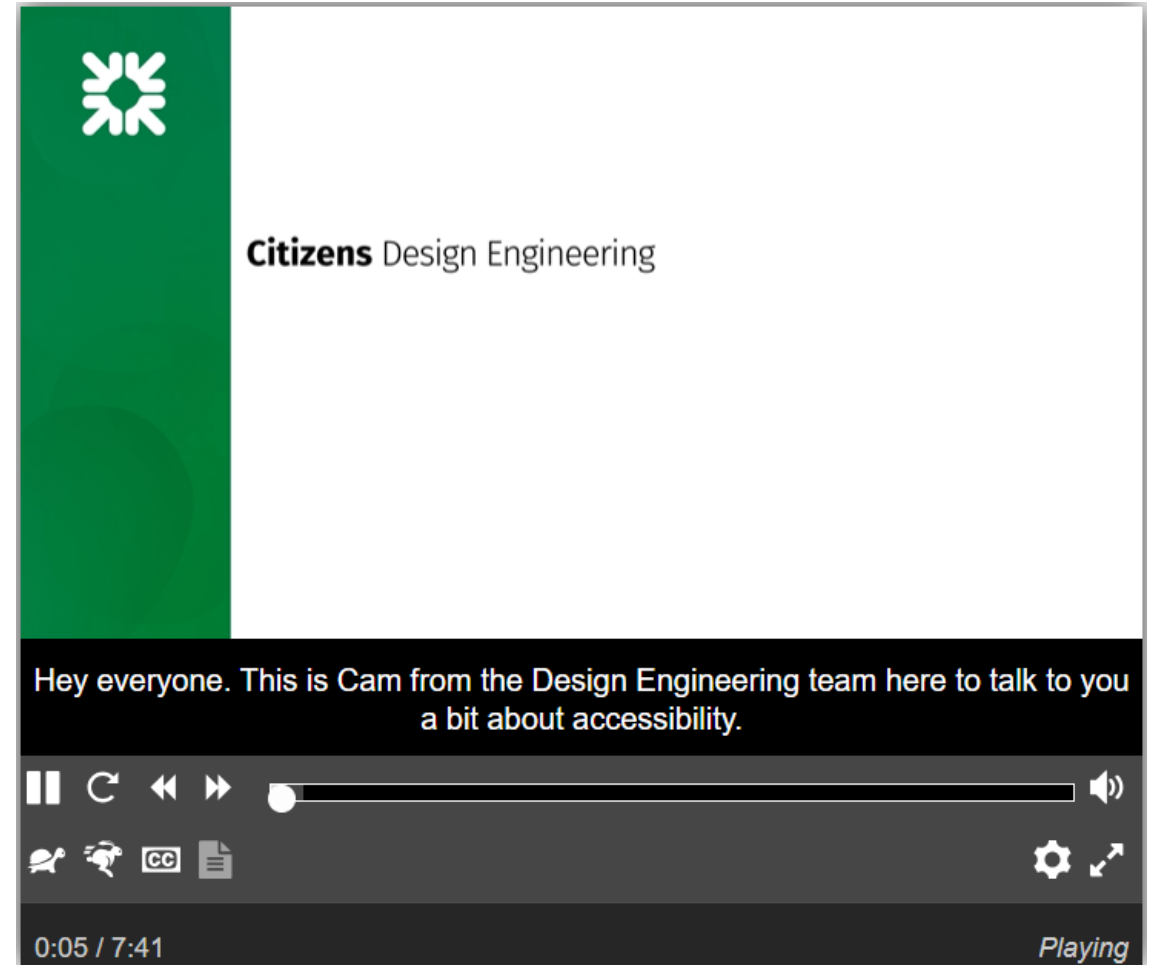 Citizens Design Engineering
Hey everyone. This is Cam from the Design Engineering team here to talk to you
a bit about accessibility.
CC
0:05 / 7:41
Playing